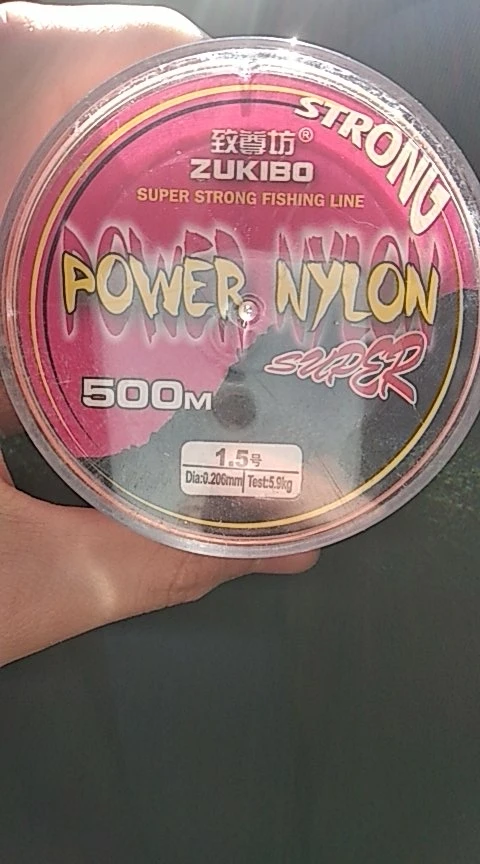 STRONG
致尊坊®
ZUKIBO
SUPER STRONG FISHING LINE
POWER NYLON
SUPER
500M
1.5号
Dia:0.206mm Test:5.9kg